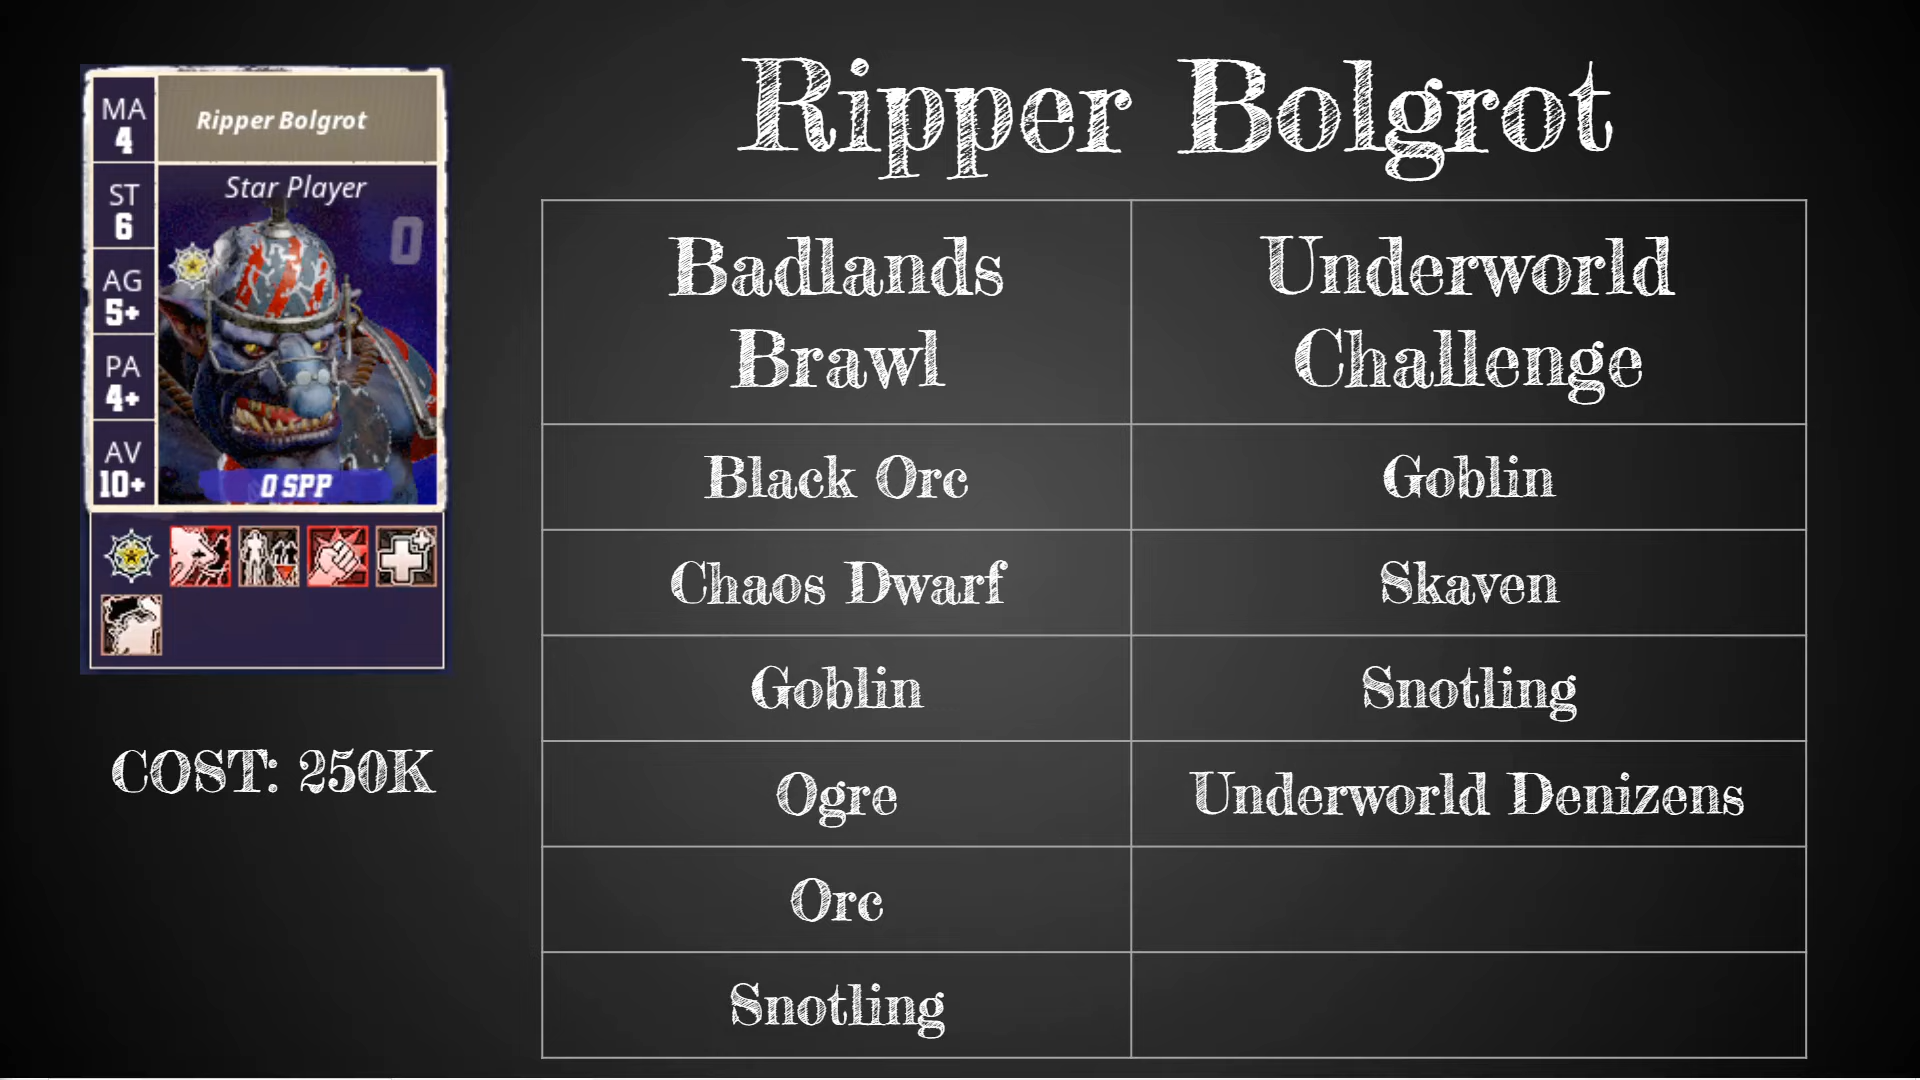 Ripper Bolgrot
MA
4
Ripper Bolgrot
ST
6
Star Player
0
AG
5+
PA
4+
AV
10+
0 SPP
COST: 250K
Badlands
Brawl
Underworld
Challenge
Black Orc
Goblin
Chaos Dwarf
Skaven
Goblin
Snotling
Ogre
Underworld Denizens
Orc
Snotling